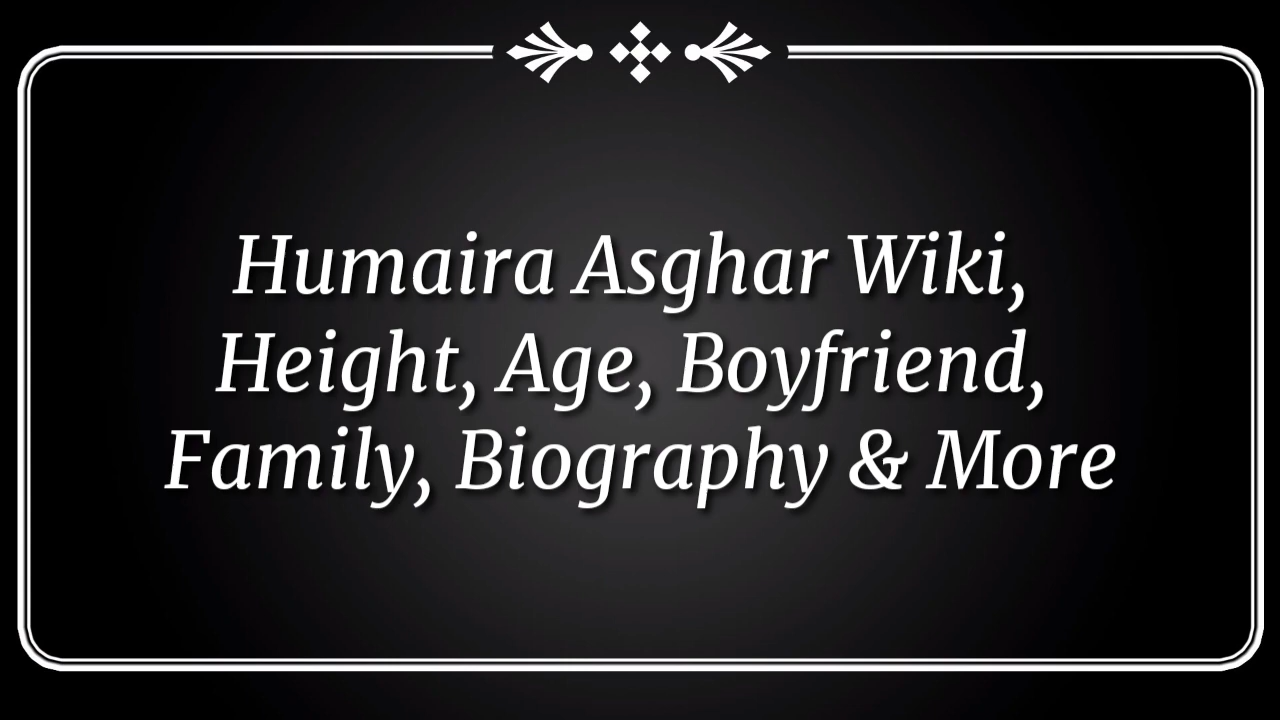 Humaira Asghar Wiki,
Height, Age, Boyfriend,
Family, Biography & More